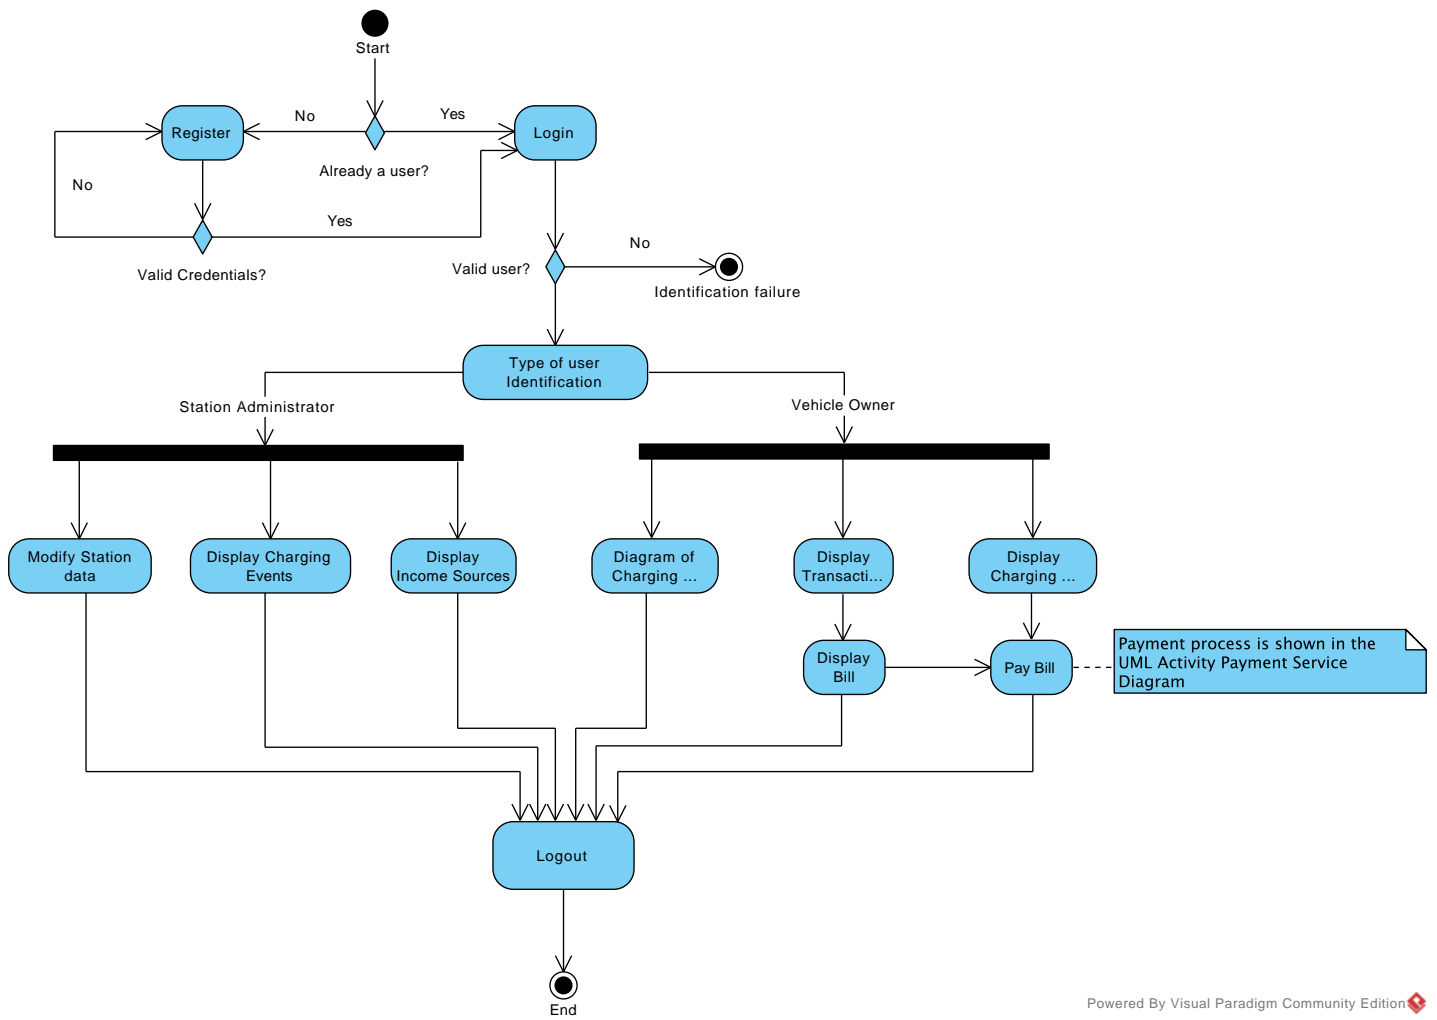 Start
No
Yes
Register
Login
Already a user?
No
Yes
Valid Credentials?
No
Valid user?
Identification failure
Type of user
Identification
Station Administrator
Vehicle Owner
Modify Station
data
Display Charging
Events
Display
Income Sources
Diagram of
Charging ...
Display
Transacti...
Display
Charging ...
Display
Bill
Pay Bill
Payment process is shown in the
UML Activity Payment Service
Diagram
Logout
End
Powered By Visual Paradigm Community Edition